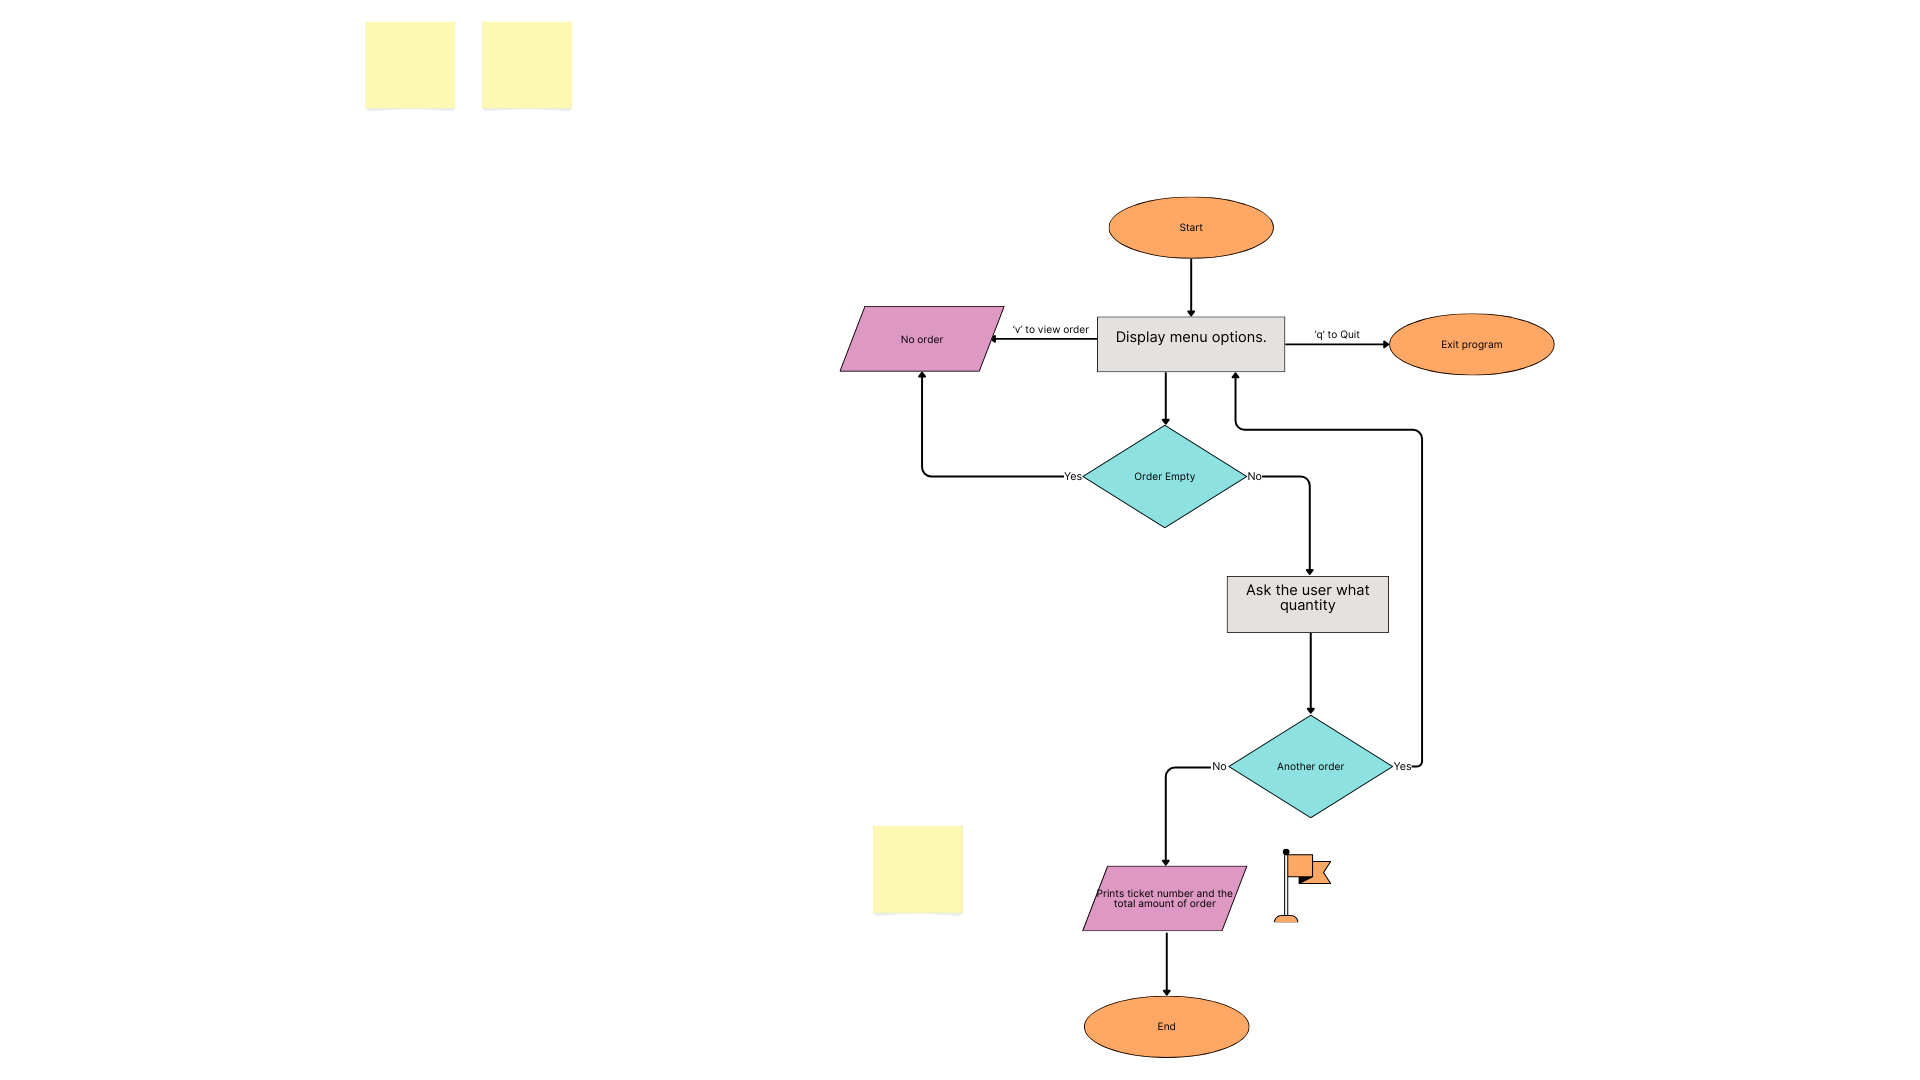 Start
No order
‘v’ to view order
Display menu options.
‘q’ to Quit
Exit program
Yes
Order Empty
No
Ask the user what
quantity
No
Another order
Yes
Prints ticket number and the
total amount of order
End